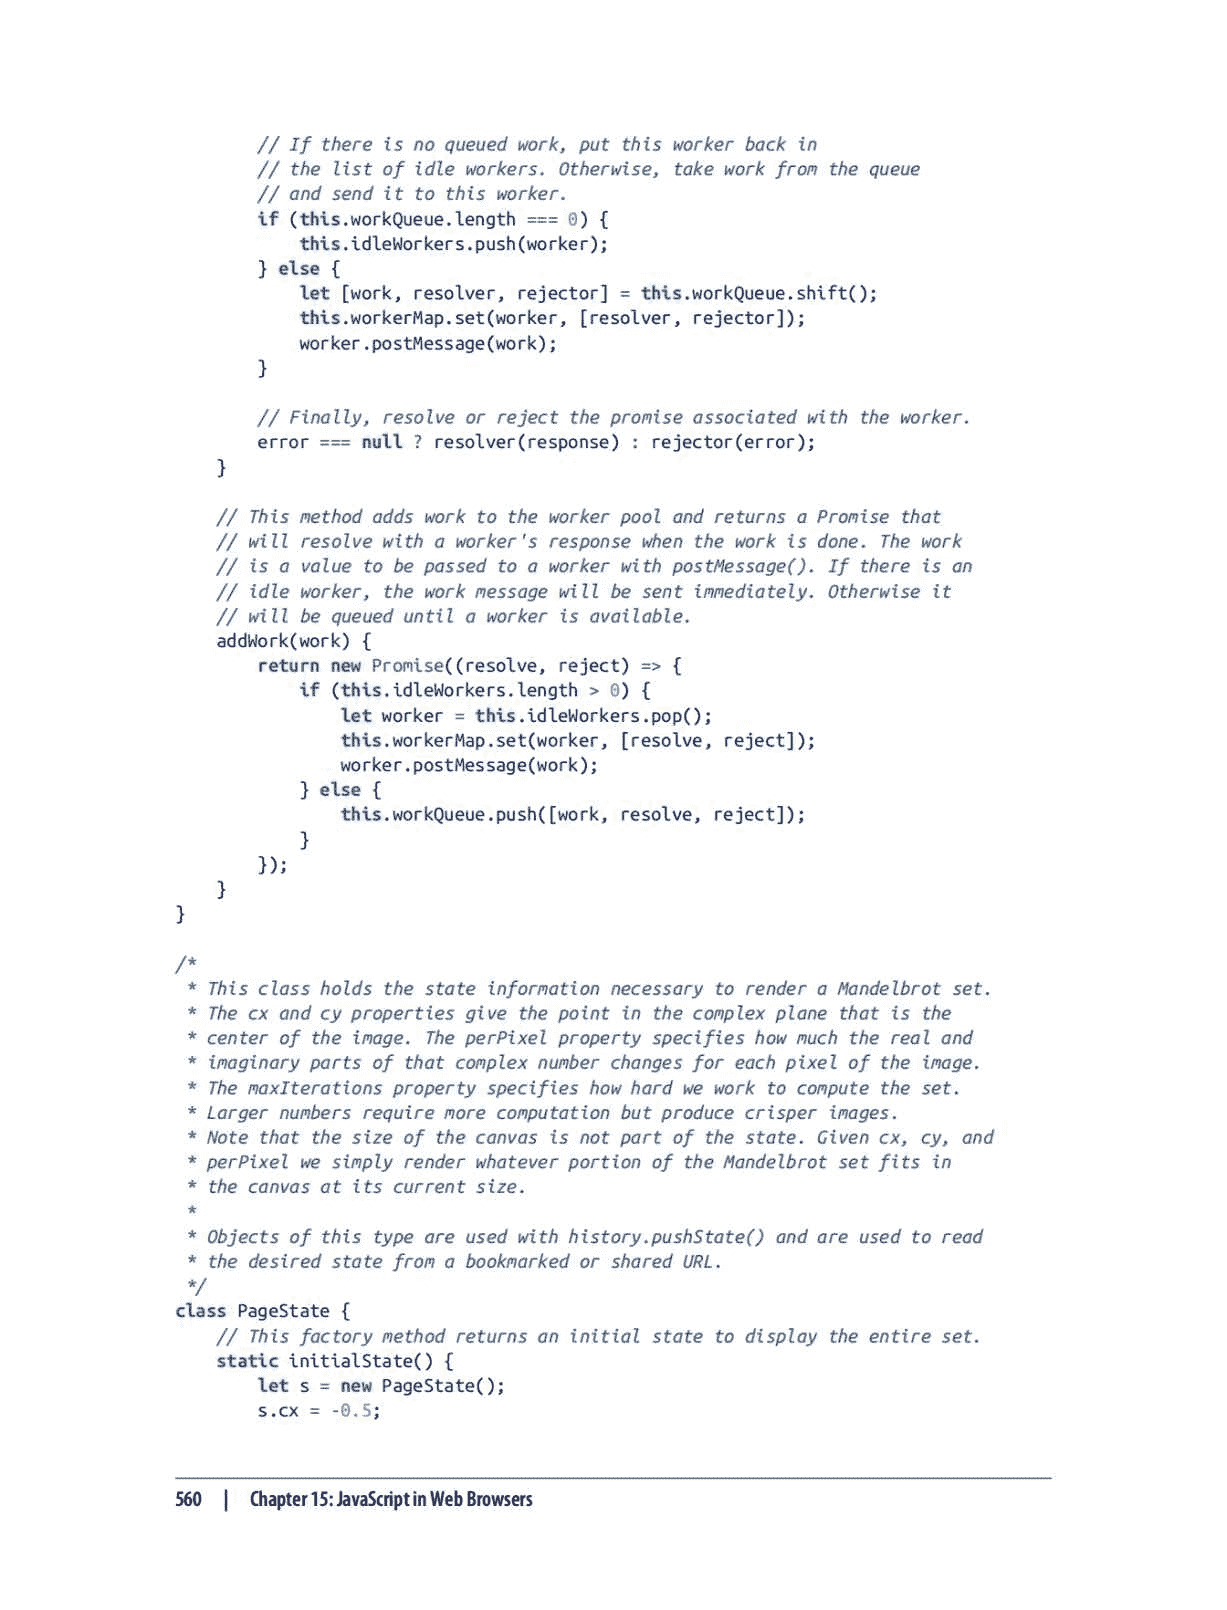 // If there is no queued work, put this worker back in
// the list of idle workers. Otherwise, take work from the queue
// and send it to this worker.
if (this.workQueue.length === 0) {
this.idleWorkers.push(worker);
} else {
let [work, resolver, rejector] = this.workQueue.shift();
this.workerMap.set(worker, [resolver, rejector]);
worker.postMessage(work);
}
// Finally, resolve or reject the promise associated with the worker.
error === null ? resolver(response) : rejector(error);
}
// This method adds work to the worker pool and returns a Promise that
// will resolve with a worker's response when the work is done. The work
// is a value to be passed to a worker with postMessage(). If there is an
// idle worker, the work message will be sent immediately. Otherwise it
// will be queued until a worker is available.
addWork(work) {
return new Promise((resolve, reject) => {
if (this.idleWorkers.length > 0) {
let worker = this.idleWorkers.pop();
this.workerMap.set(worker, [resolve, reject]);
worker.postMessage(work);
} else {
this.workQueue.push([work, resolve, reject]);
}
});
}
}
/*
* This class holds the state information necessary to render a Mandelbrot set.
* The cx and cy properties give the point in the complex plane that is the
* center of the image. The perPixel property specifies how much the real and
* imaginary parts of that complex number changes for each pixel of the image.
* The maxIterations property specifies how hard we work to compute the set.
* Larger numbers require more computation but produce crisper images.
* Note that the size of the canvas is not part of the state. Given cx, cy, and
* perPixel we simply render whatever portion of the Mandelbrot set fits in
* the canvas at its current size.
*
* Objects of this type are used with history.pushState() and are used to read
* the desired state from a bookmarked or shared URL.
*/
class PageState {
// This factory method returns an initial state to display the entire set.
static initialState() {
let s = new PageState();
s.cx = -0.5;
560 | Chapter 15: JavaScript in Web Browsers